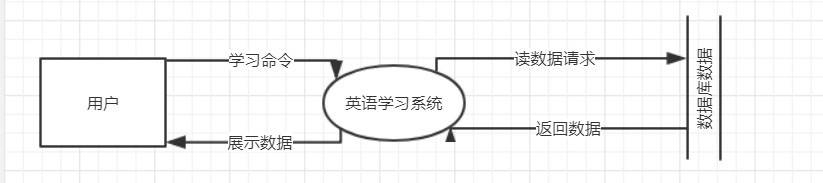 学习命令
读数据请求
用户
英语学习系统
数据库数据
展示数据
返回数据